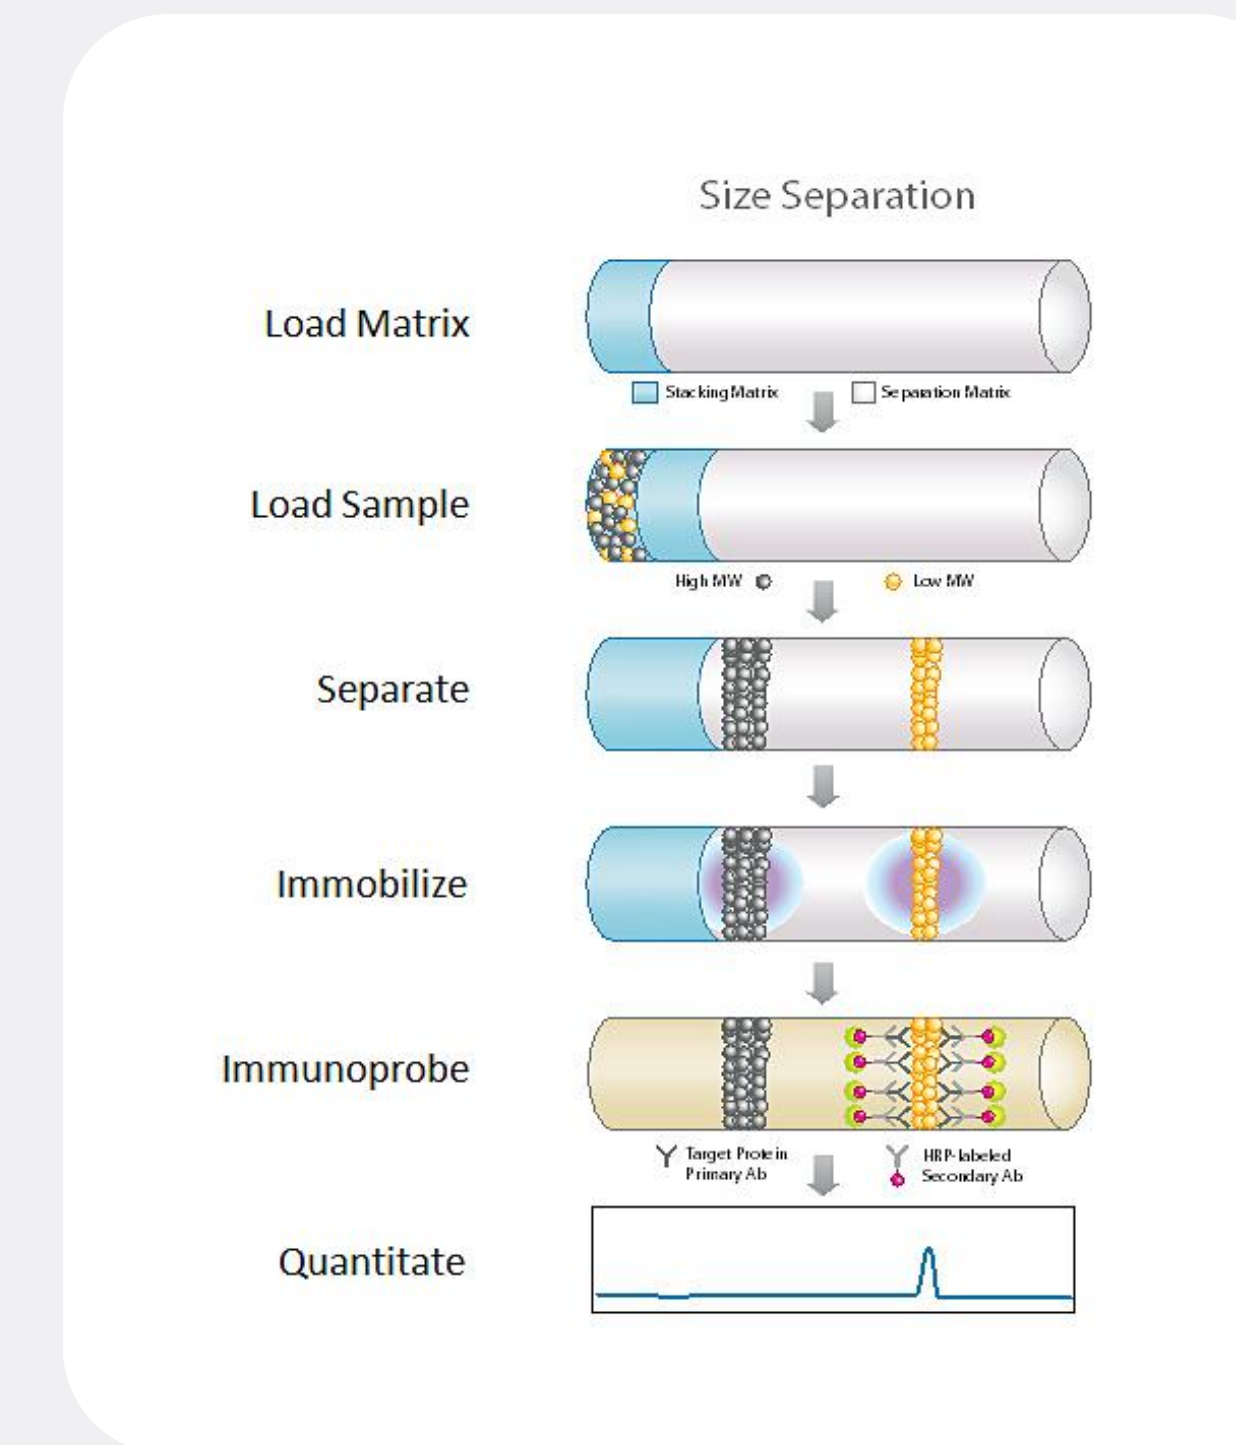 Size Separation
Load Matrix
Stacking Matrix
Separation Matrix
Load Sample
High MW
Low MW
Separate
Immobilize
Immunoprobe
Target Protein
Primary Ab
HRP-labeled
Secondary Ab
Quantitate